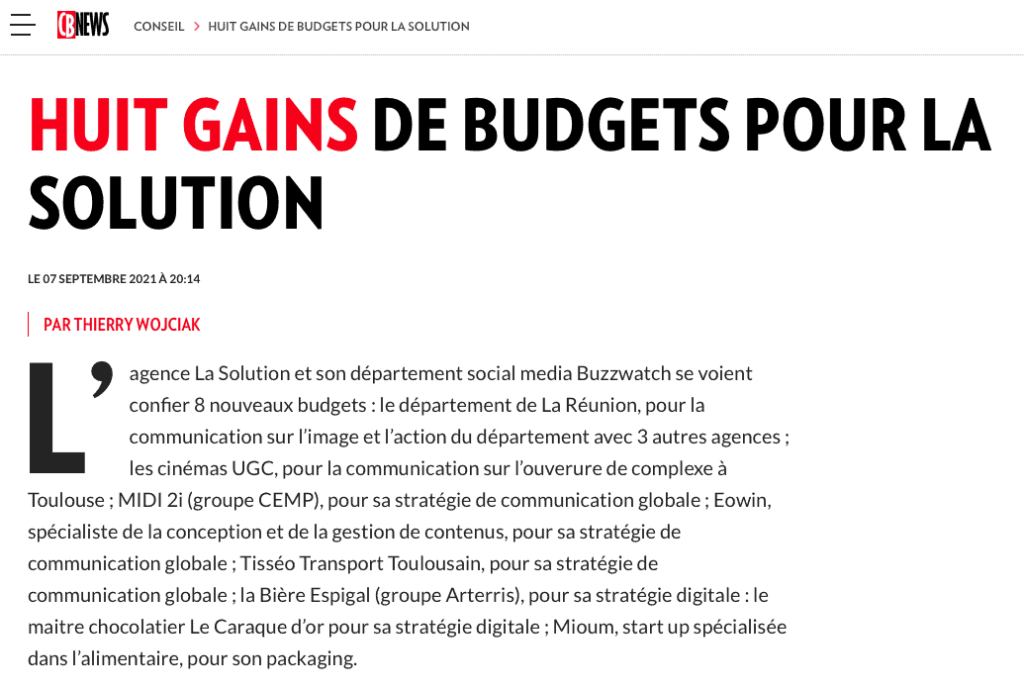 CBNEWS CONSEIL > HUIT GAINS DE BUDGETS POUR LA SOLUTION
HUIT GAINS DE BUDGETS POUR LA
SOLUTION
LE 07 SEPTEMBRE 2021 À 20:14
PAR THIERRY WOJCIAK
L’agence La Solution et son département social media Buzzwatch se voient
confier 8 nouveaux budgets : le département de La Réunion, pour la
communication sur l’image et l’action du département avec 3 autres agences ;
les cinémas UGC, pour la communication sur l’ouverure de complexe à
Toulouse ; MIDI 2i (groupe CEMP), pour sa stratégie de communication globale ; Eowin,
spécialiste de la conception et de la gestion de contenus, pour sa stratégie de
communication globale ; Tisséo Transport Toulousain, pour sa stratégie de
communication globale ; la Bière Espigal (groupe Arterris), pour sa stratégie digitale : le
maitre chocolatier Le Caraque d’or pour sa stratégie digitale ; Mioum, start up spécialisée
dans l’alimentaire, pour son packaging.